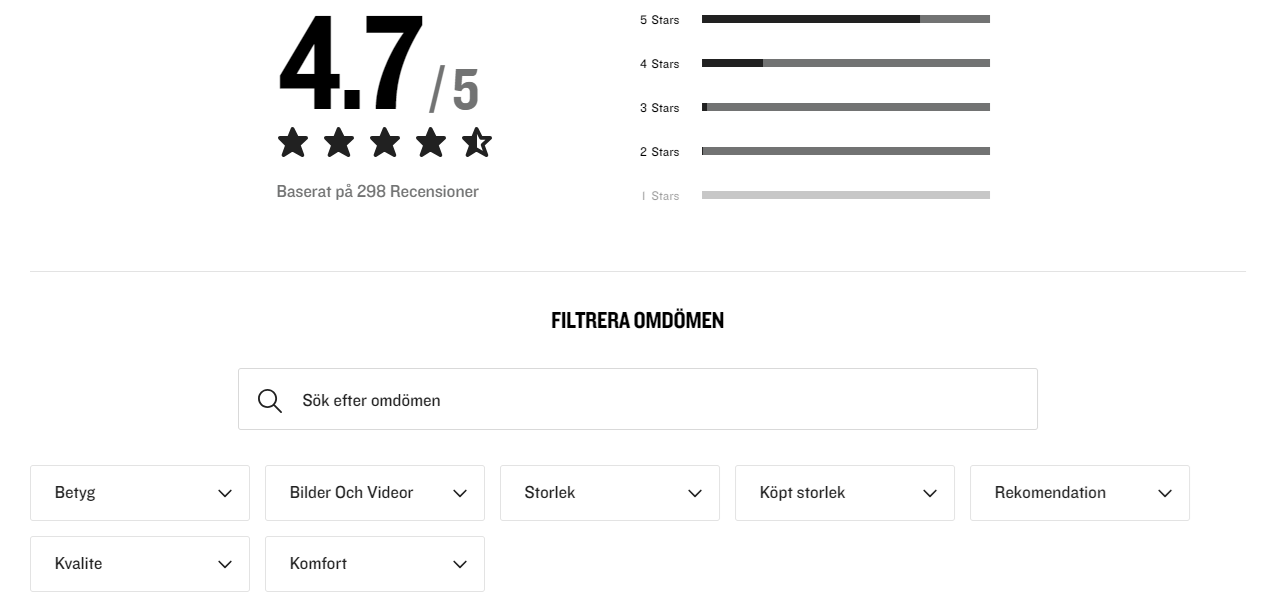 4.7 / 5
Baserat på 298 Recensioner
5 Stars
4 Stars
3 Stars
2 Stars
1 Stars
FILTRERA OMDÖMEN
Sök efter omdömen
Betyg
Bilder Och Videor
Storlek
Köpt storlek
Rekomendation
Kvalite
Komfort